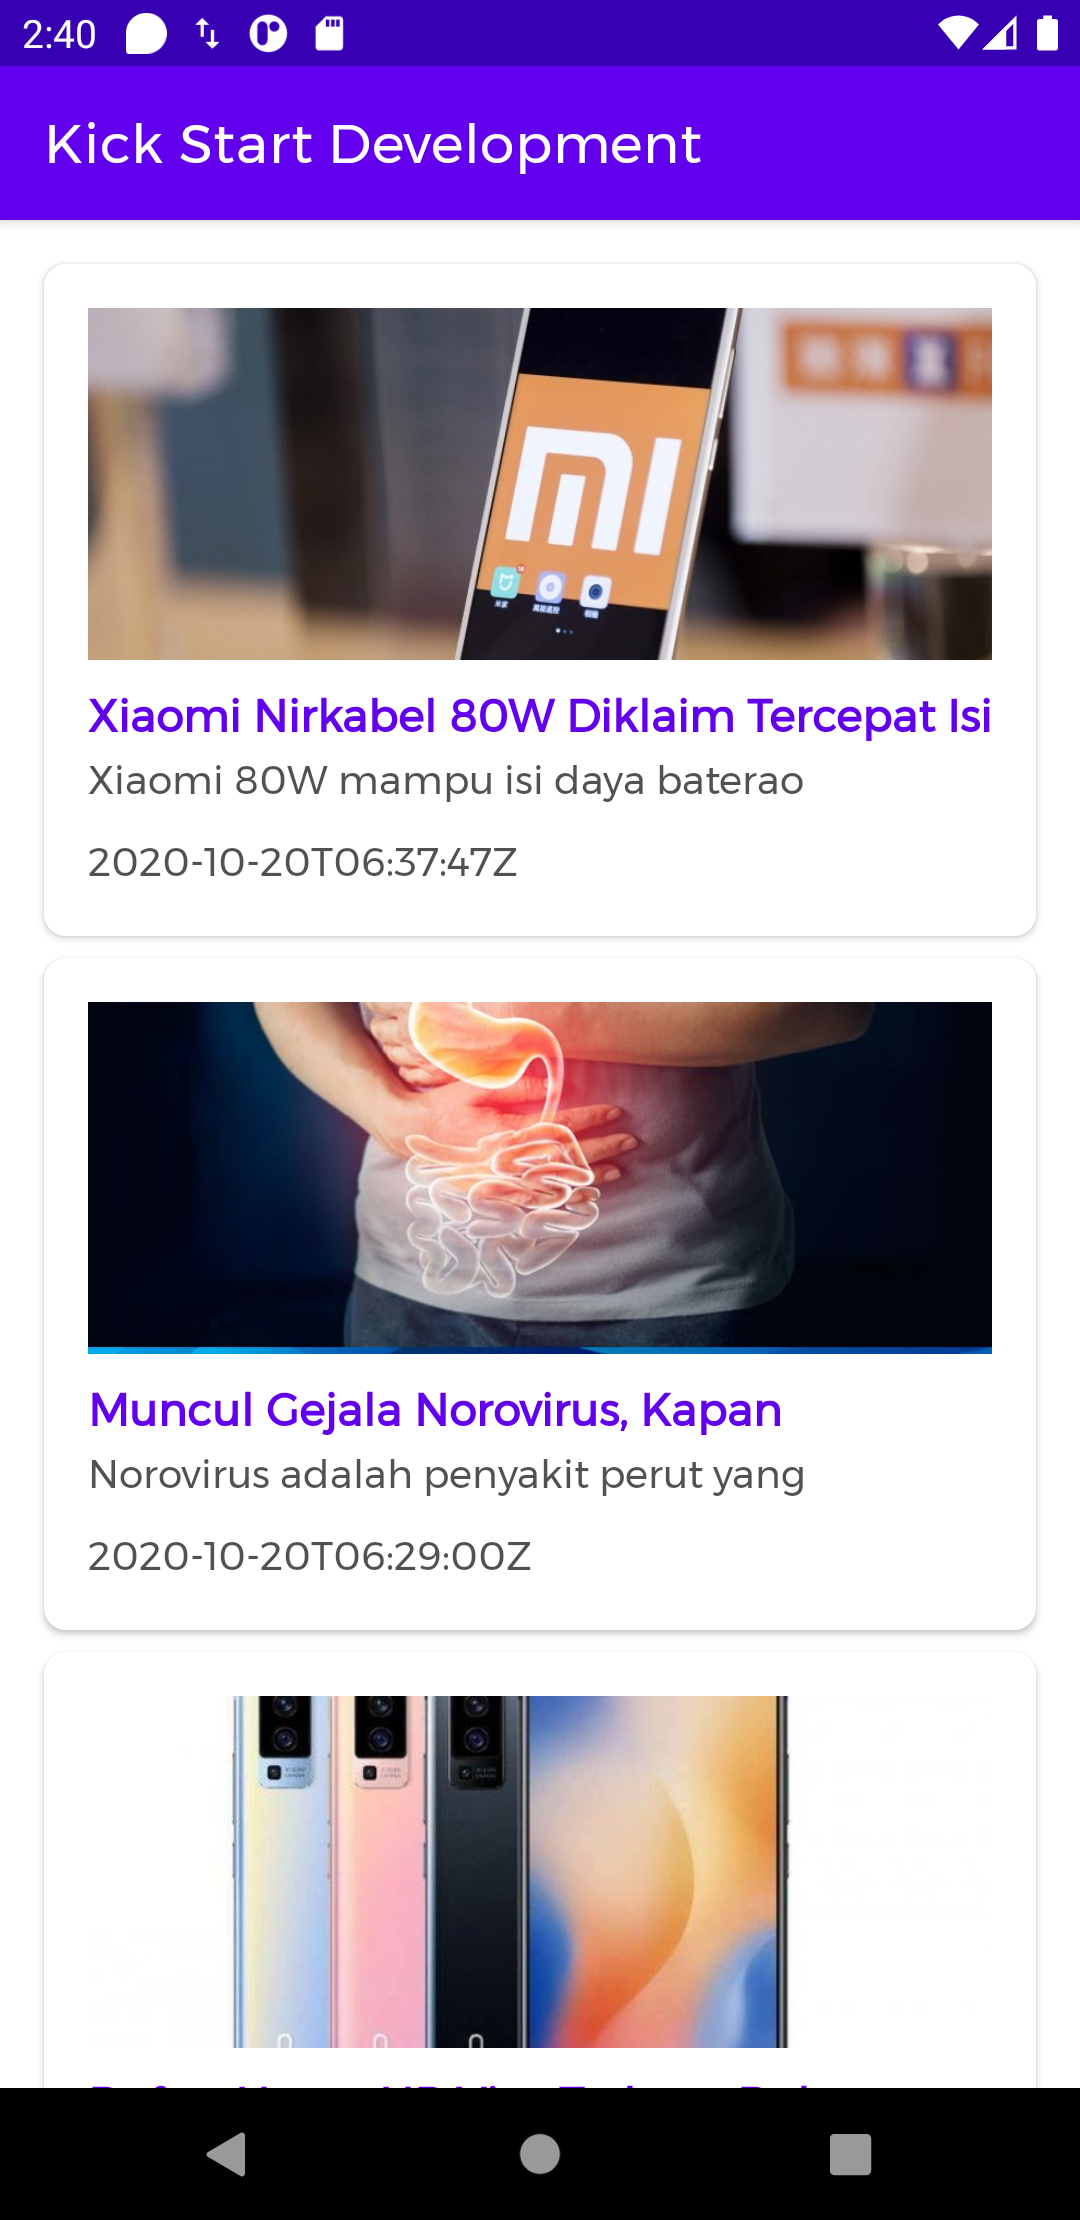 2:40
Kick Start Development
mi
Xiaomi Nirkabel 80W Diklaim Tercepat Isi
Xiaomi 80W mampu isi daya baterao
2020-10-20T06:37:47Z
Muncul Gejala Norovirus, Kapan
Norovirus adalah penyakit perut yang
2020-10-20T06:29:00Z